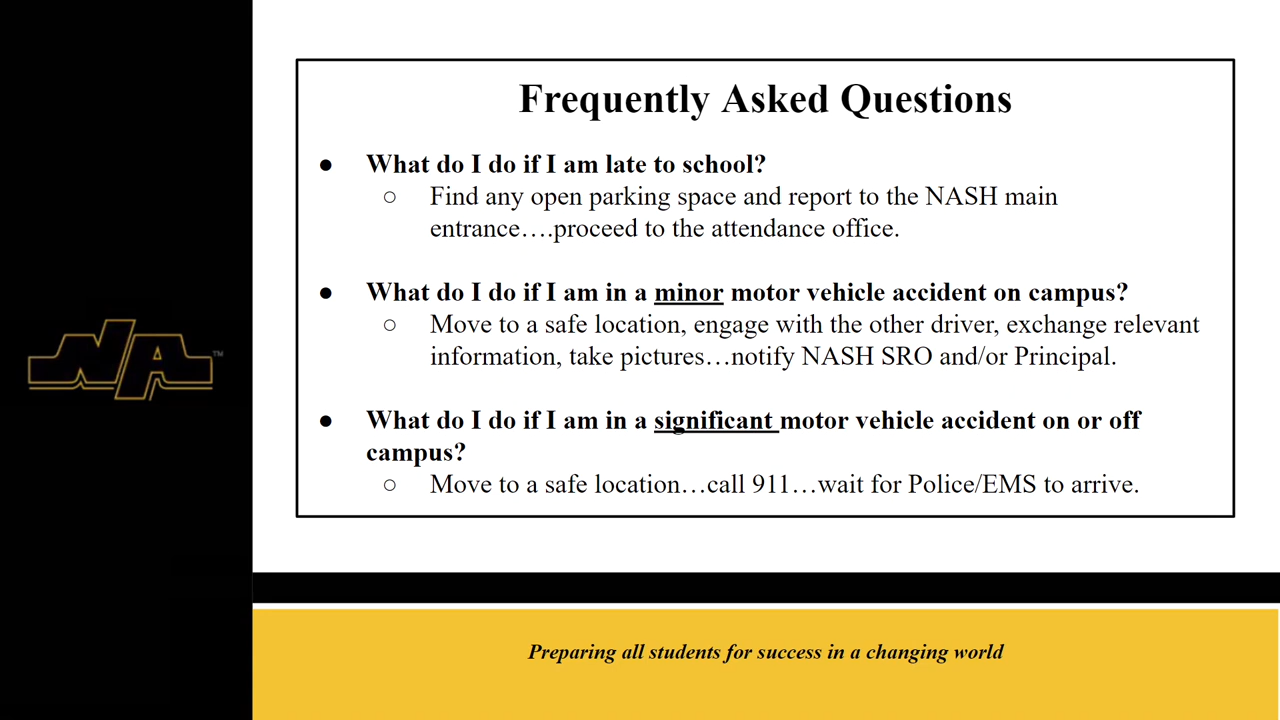 Frequently Asked Questions
● What do I do if I am late to school?
○ Find any open parking space and report to the NASH main
entrance….proceed to the attendance office.
● What do I do if I am in a minor motor vehicle accident on campus?
○ Move to a safe location, engage with the other driver, exchange relevant
information, take pictures…notify NASH SRO and/or Principal.
● What do I do if I am in a significant motor vehicle accident on or off
campus?
○ Move to a safe location…call 911…wait for Police/EMS to arrive.
NA™
Preparing all students for success in a changing world